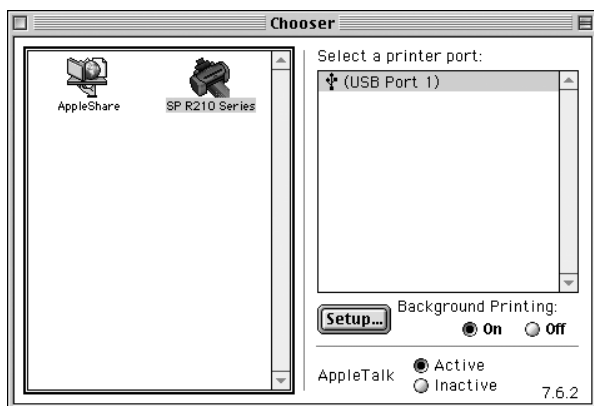 Chooser
AppleShare
SP R210 Series
Select a printer port:
(USB Port 1)
Setup...
Background Printing:
On
Off
AppleTalk
Active
Inactive
7.6.2